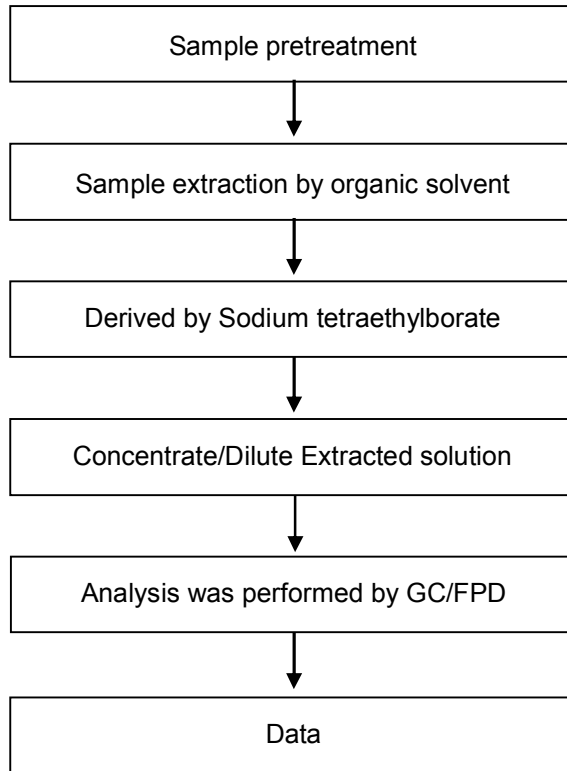 Sample pretreatment
Sample extraction by organic solvent
Derived by Sodium tetraethylborate
Concentrate/Dilute Extracted solution
Analysis was performed by GC/FPD
Data